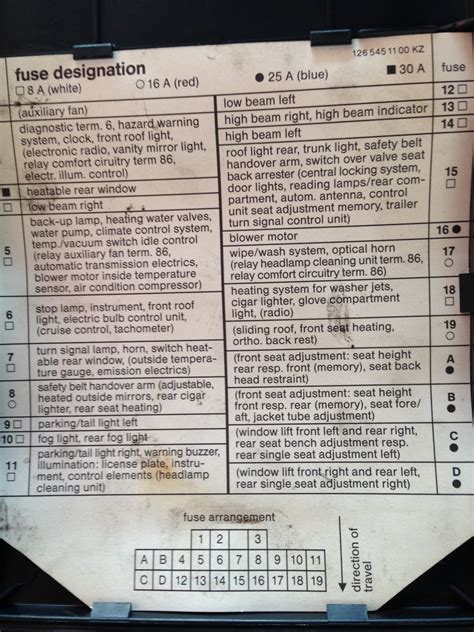 126 545 11 00 KZ
fuse designation
□ 8 A (white) ○ 16 A (red) ● 25 A (blue) ■ 30 A fuse
(auxiliary fan)
diagnostic term. 6, hazard warning
system, clock, front roof light,
(electronic radio, vanity mirror light,
relay comfort ciruitry term 86,
electr. illum. control)
■ heatable rear window
□ low beam right
5 □
back-up lamp, heating water valves,
water pump, climate control system,
temp./vacuum switch idle control
(relay auxiliary fan term. 86,
automatic transmission electrics,
blower motor inside temperature
sensor, air condition compressor)
6 □
stop lamp, instrument, front roof
light, electric bulb control unit,
(cruise control, tachometer)
7 □
turn signal lamp, horn, switch heat-
able rear window, (outside tempera-
ture gauge, emission electrics)
8 ○
safety belt handover arm (adjustable,
heated outside mirrors, rear cigar
lighter, rear seat heating)
9 □ parking/tail light left
10 □ fog light, rear fog light
11 □
parking/tail light right, warning buzzer,
illumination: license plate, instru-
ment, control elements (headlamp
cleaning unit)
low beam left 12 □
high beam right, high beam indicator 13 □
high beam left 14 □
roof light rear, trunk light, safety belt
handover arm, switch over valve seat
back arrester (central locking system,
door lights, reading lamps/rear com-
partment, autom. antenna, control
unit seat adjustment memory, trailer
turn signal control unit)
15 □
blower motor 16 ●
wipe/wash system, optical horn
(relay headlamp cleaning unit term. 86,
relay comfort circuitry term. 86)
17 ○
heating system for washer jets,
cigar lighter, glove compartment
light, (radio)
18 □
(sliding roof, front seat heating,
ortho. back rest)
19 ○
(front seat adjustment: seat height
rear resp. front (memory), seat back
head restraint)
A ●
(front seat adjustment: seat height
front resp. rear (memory), seat fore/
aft, jacket tube adjustment)
B ●
(window lift front left and rear right,
rear seat bench adjustment resp.
rear single seat adjustment left)
C ●
(window lift front right and rear left,
rear single seat adjustment right)
D ●
fuse arrangement
1 2 3
A B 4 5 6 7 8 9 10 11
C D 12 13 14 15 16 17 18 19
direction of
travel